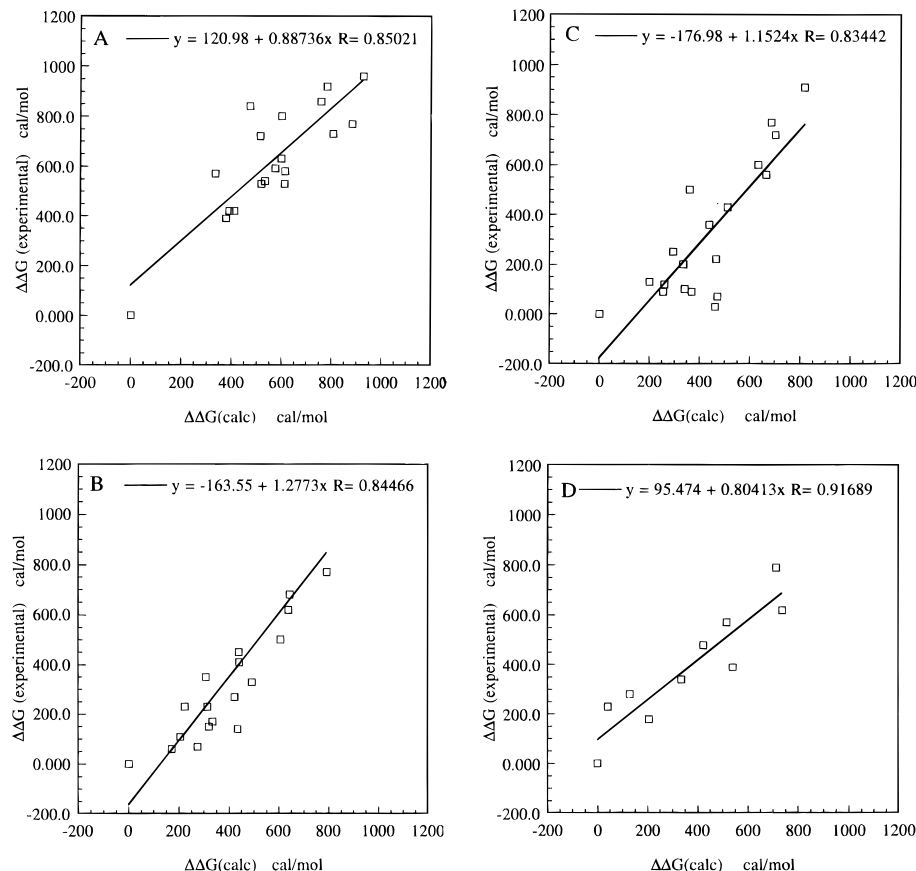 A
y = 120.98 + 0.88736x R= 0.85021
1200
1000
800.0
600.0
400.0
200.0
0.000
-200.0
ΔΔG (experimental) cal/mol
-200 0 200 400 600 800 1000 1200
ΔΔG(calc) cal/mol
C
y = -176.98 + 1.1524x R= 0.83442
1200
1000
800.0
600.0
400.0
200.0
0.000
-200.0
ΔΔG (experimental) cal/mol
-200 0 200 400 600 800 1000 1200
ΔΔG(calc) cal/mol
B
y = -163.55 + 1.2773x R= 0.84466
1200
1000
800.0
600.0
400.0
200.0
0.000
-200.0
ΔΔG (experimental) cal/mol
-200 0 200 400 600 800 1000 1200
ΔΔG(calc) cal/mol
D
y = 95.474 + 0.80413x R= 0.91689
1200
1000
800.0
600.0
400.0
200.0
0.000
-200.0
ΔΔG (experimental) cal/mol
-200 0 200 400 600 800 1000 1200
ΔΔG(calc) cal/mol